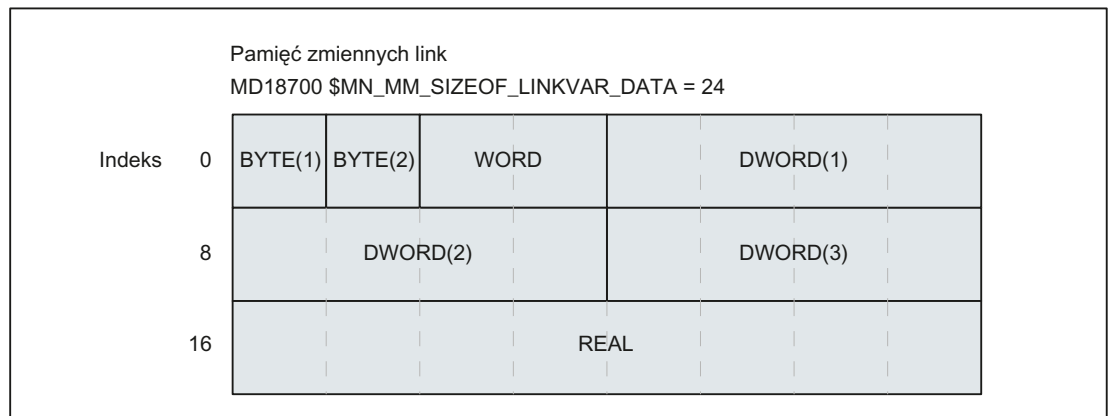 Pamięć zmiennych link
MD18700 $MN_MM_SIZEOF_LINKVAR_DATA = 24
Indeks 0 BYTE(1) BYTE(2) WORD DWORD(1)
8 DWORD(2) DWORD(3)
16 REAL